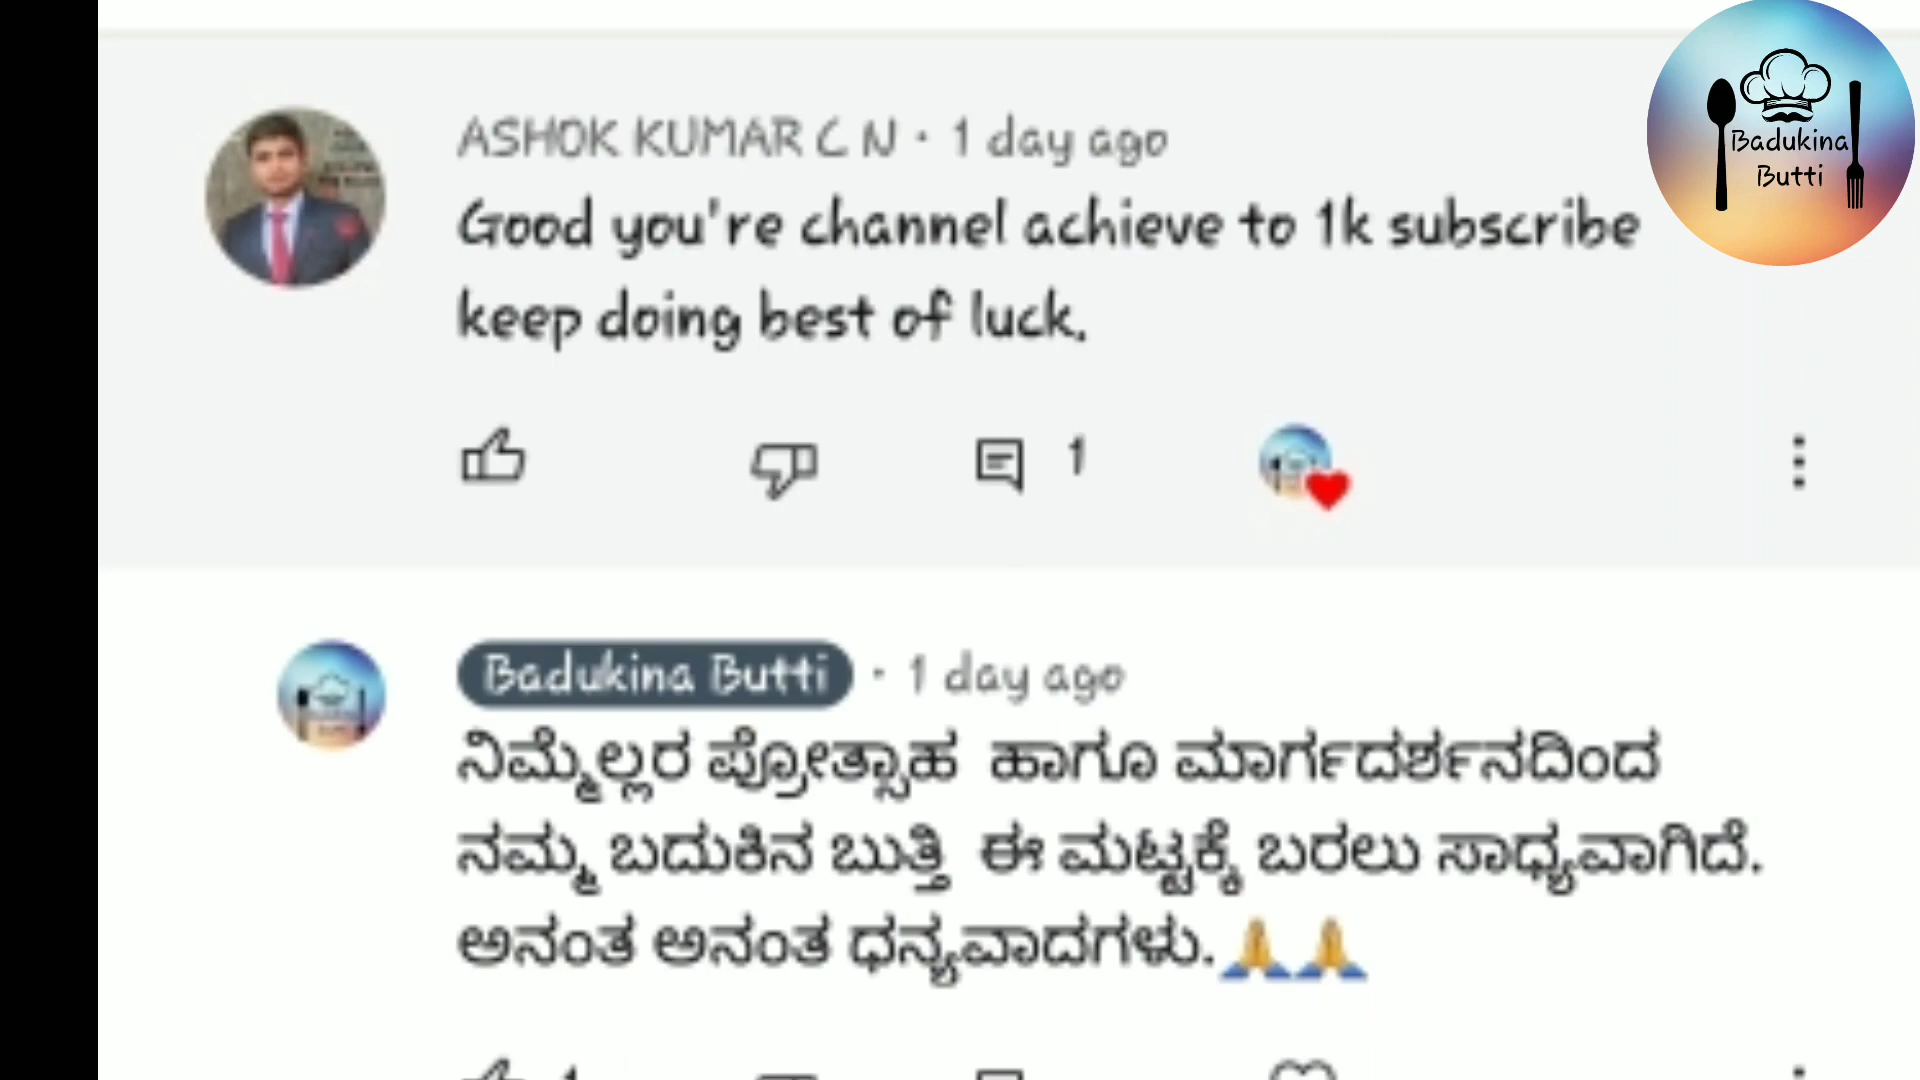 ASHOK KUMAR C N · 1 day ago
Good you're channel achieve to 1k subscribe
keep doing best of luck.
1
Badukina
Butti
Badukina Butti · 1 day ago
ನಿಮ್ಮೆಲ್ಲರ ಪ್ರೋತ್ಸಾಹ ಹಾಗೂ ಮಾರ್ಗದರ್ಶನದಿಂದ
ನಮ್ಮ ಬದುಕಿನ ಬುತ್ತಿ ಈ ಮಟ್ಟಕ್ಕೆ ಬರಲು ಸಾಧ್ಯವಾಗಿದೆ.
ಅನಂತ ಅನಂತ ಧನ್ಯವಾದಗಳು.🙏🙏